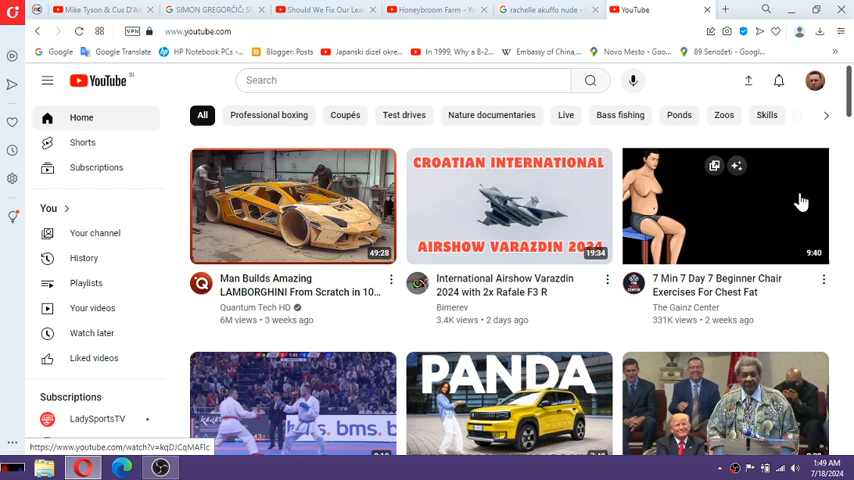 Mike Tyson & Cus D'A
SIMON GREGORČIČ: S
Should We Fix Our Lea
Honeybroom Farm - Yo
rachelle akuffo nude -
YouTube
VPN
www.youtube.com
Google
Google Translate
HP Notebook PCs -...
Blogger: Posts
Japanski dizel okre...
In 1999, Why a B-2...
Embassy of China,...
Novo Mesto - Goo...
89 Šenožeti - Googl...
YouTube SI
Search
Home
Shorts
Subscriptions
You
Your channel
History
Playlists
Your videos
Watch later
Liked videos
Subscriptions
LadySportsTV
All
Professional boxing
Coupés
Test drives
Nature documentaries
Live
Bass fishing
Ponds
Zoos
Skills
49:28
CROATIAN INTERNATIONAL
AIRSHOW VARAZDIN 2024
19:34
9:40
Man Builds Amazing
LAMBORGHINI From Scratch in 10...
Quantum Tech HD
6M views • 3 weeks ago
International Airshow Varazdin
2024 with 2x Rafale F3 R
Bimerev
3.4K views • 2 days ago
7 Min 7 Day 7 Beginner Chair
Exercises For Chest Fat
The Gainz Center
331K views • 2 weeks ago
bms.
bms.
PANDA
https://www.youtube.com/watch?v=kqDJCqMAFIc
1:49 AM
7/18/2024